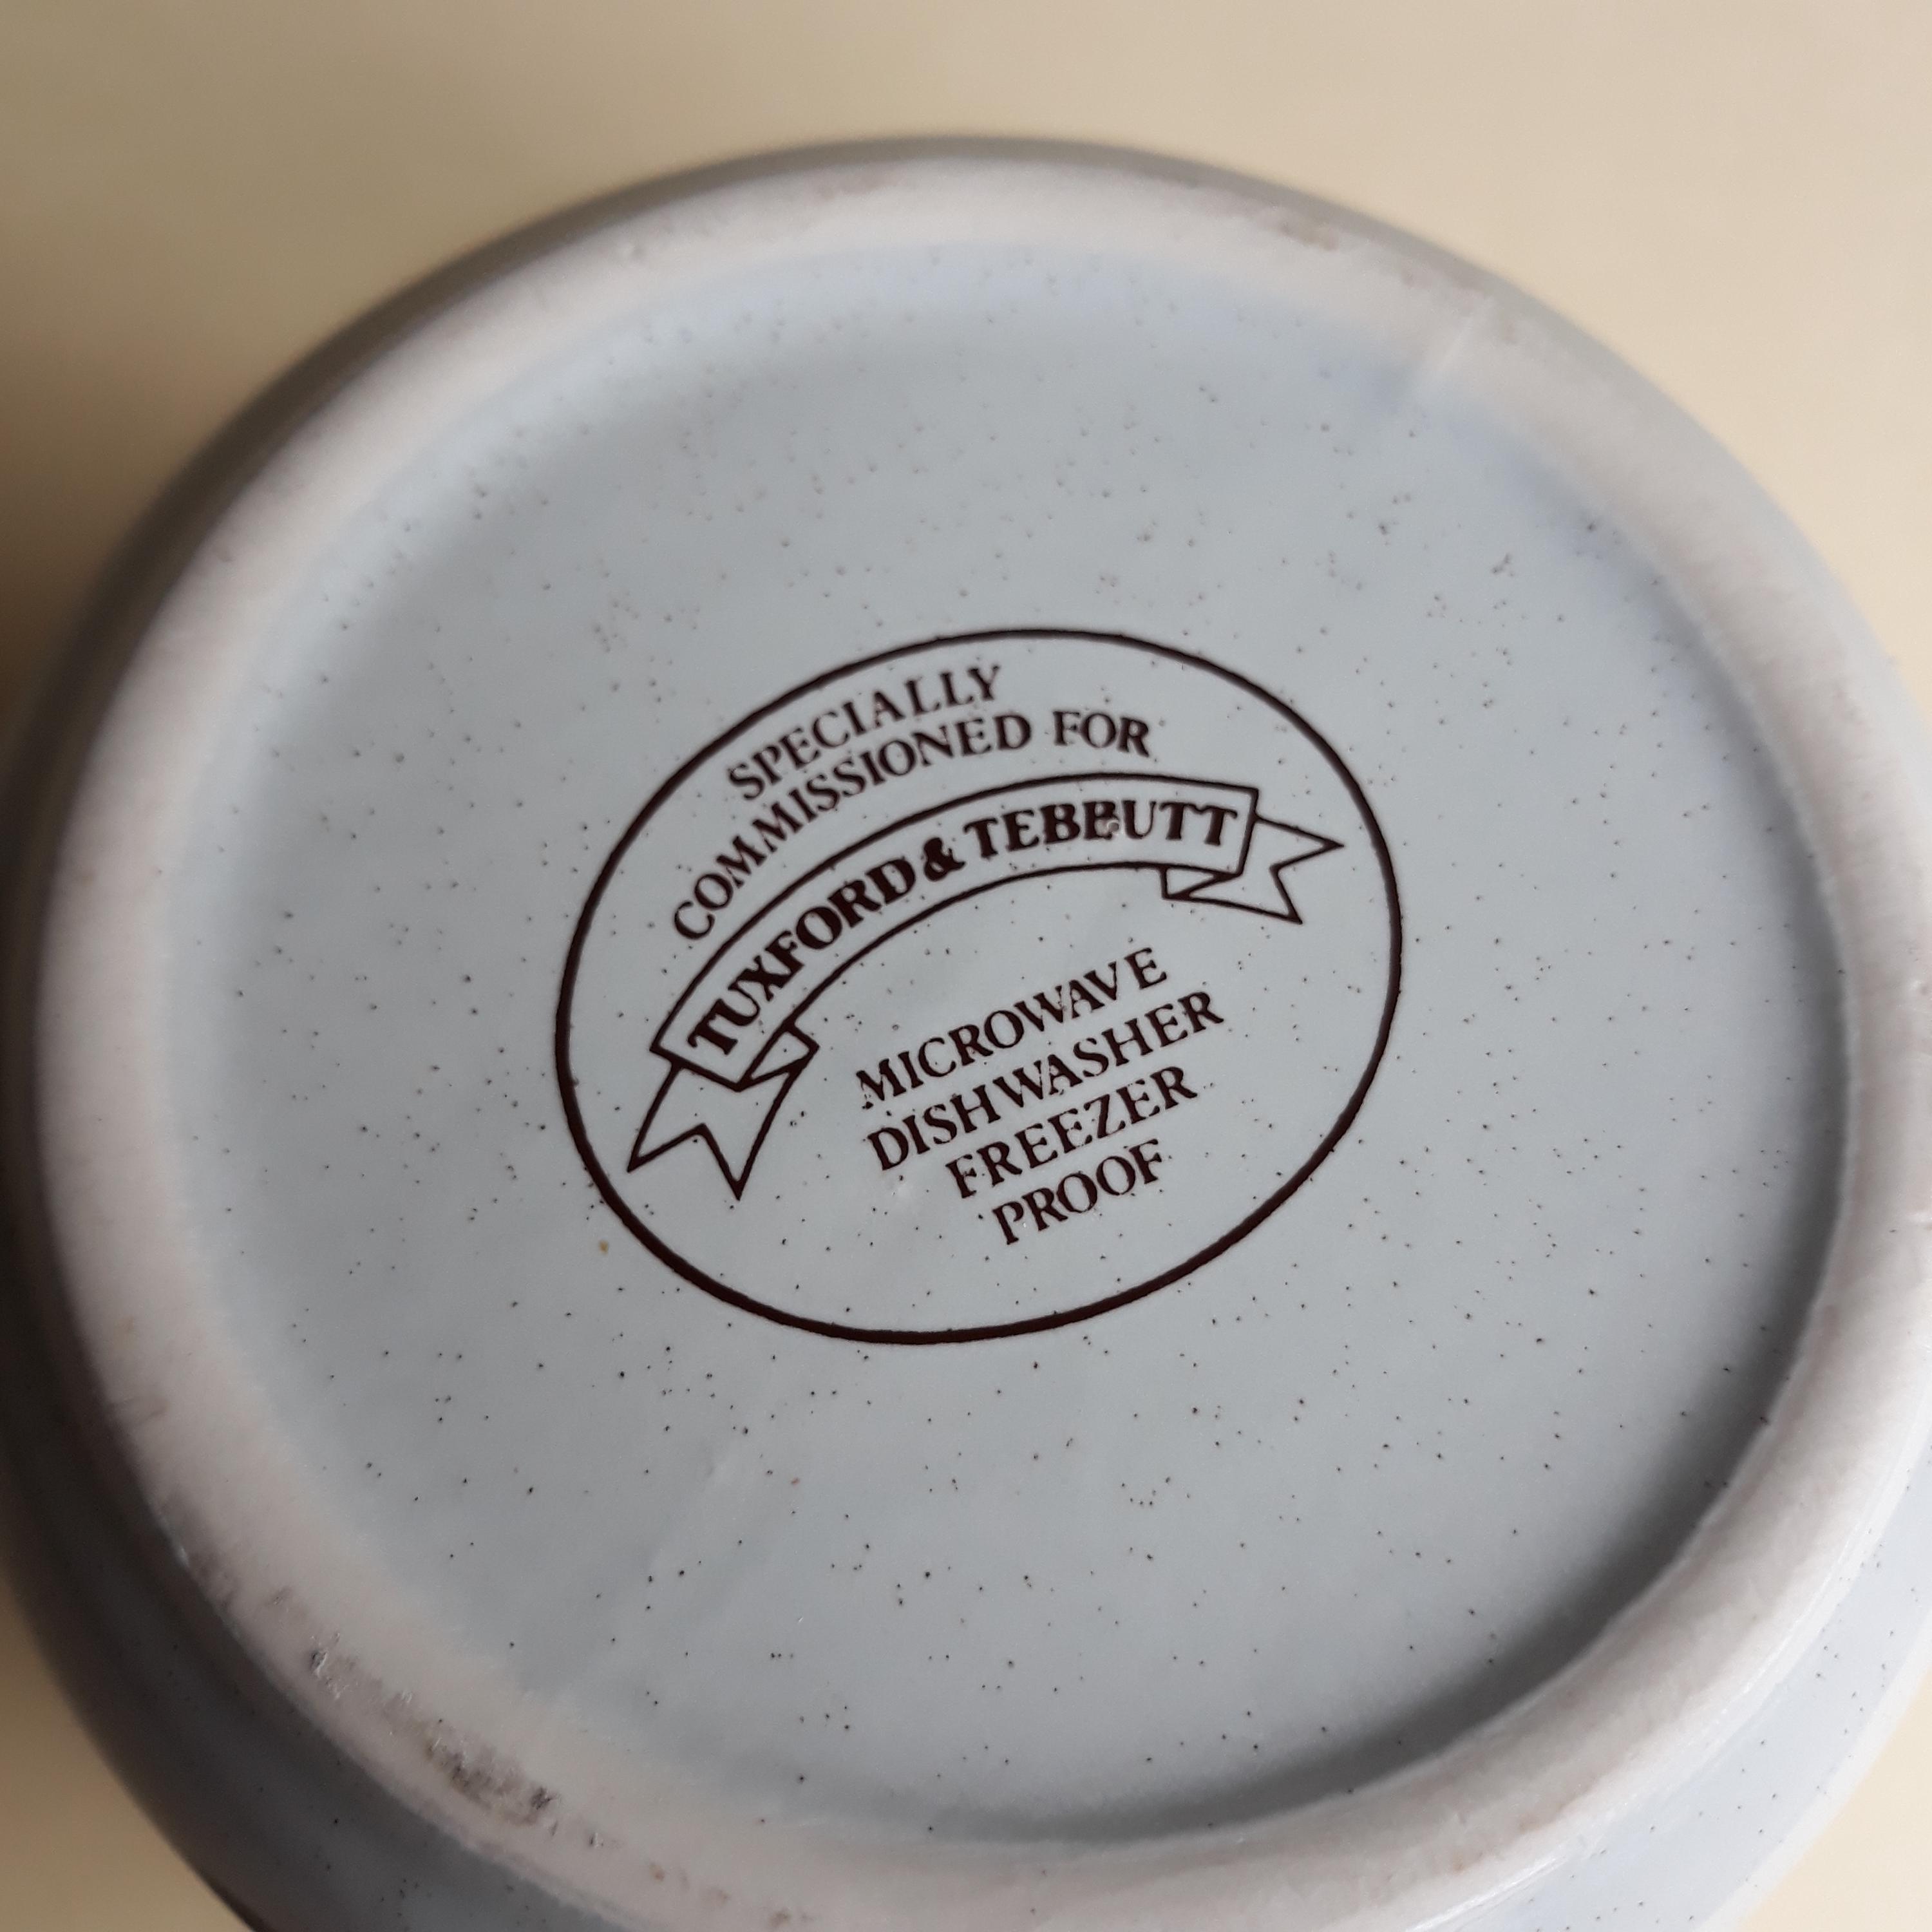 SPECIALLY
COMMISSIONED FOR
TUXFORD & TEBBUTT
MICROWAVE
DISHWASHER
FREEZER
PROOF